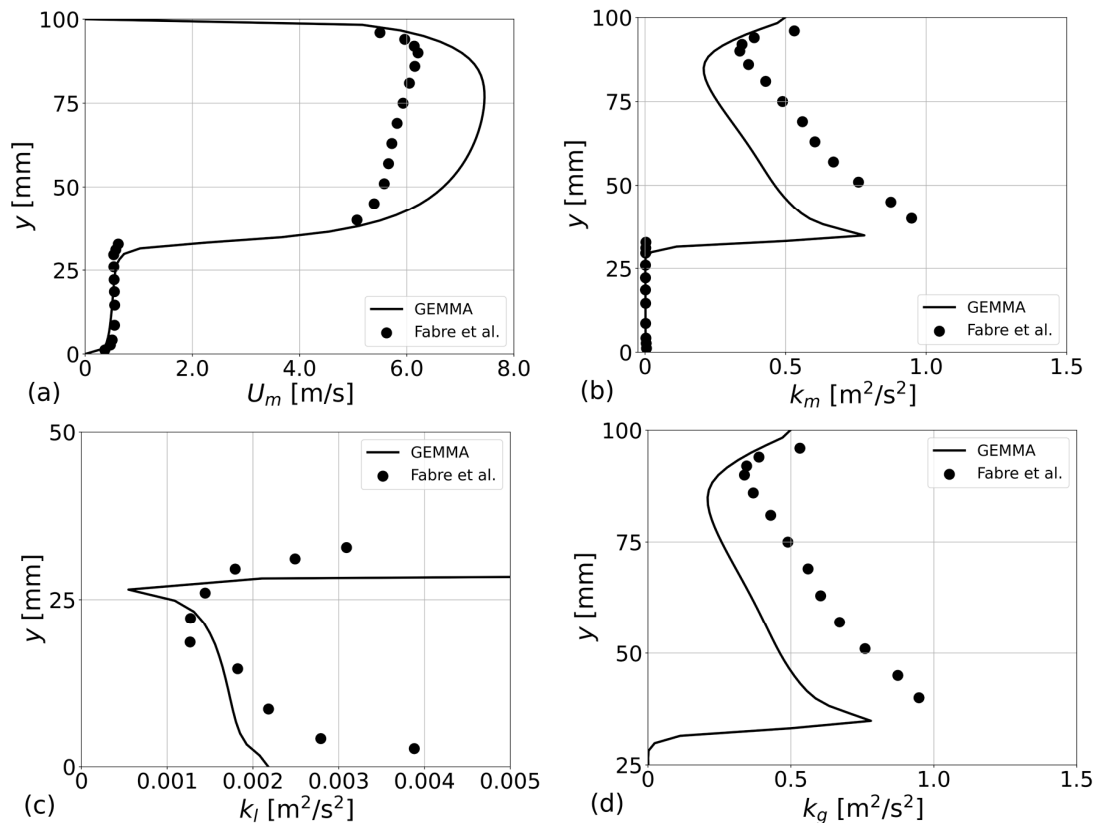 100
75
50
25
0
y [mm]
0
2.0
4.0
6.0
8.0
U_m [m/s]
GEMMA
Fabre et al.
(a)
100
75
50
25
0
y [mm]
0
0.5
1.0
1.5
k_m [m²/s²]
GEMMA
Fabre et al.
(b)
50
25
0
y [mm]
0
0.001
0.002
0.003
0.004
0.005
k_l [m²/s²]
GEMMA
Fabre et al.
(c)
100
75
50
25
y [mm]
0
0.5
1.0
1.5
k_g [m²/s²]
GEMMA
Fabre et al.
(d)